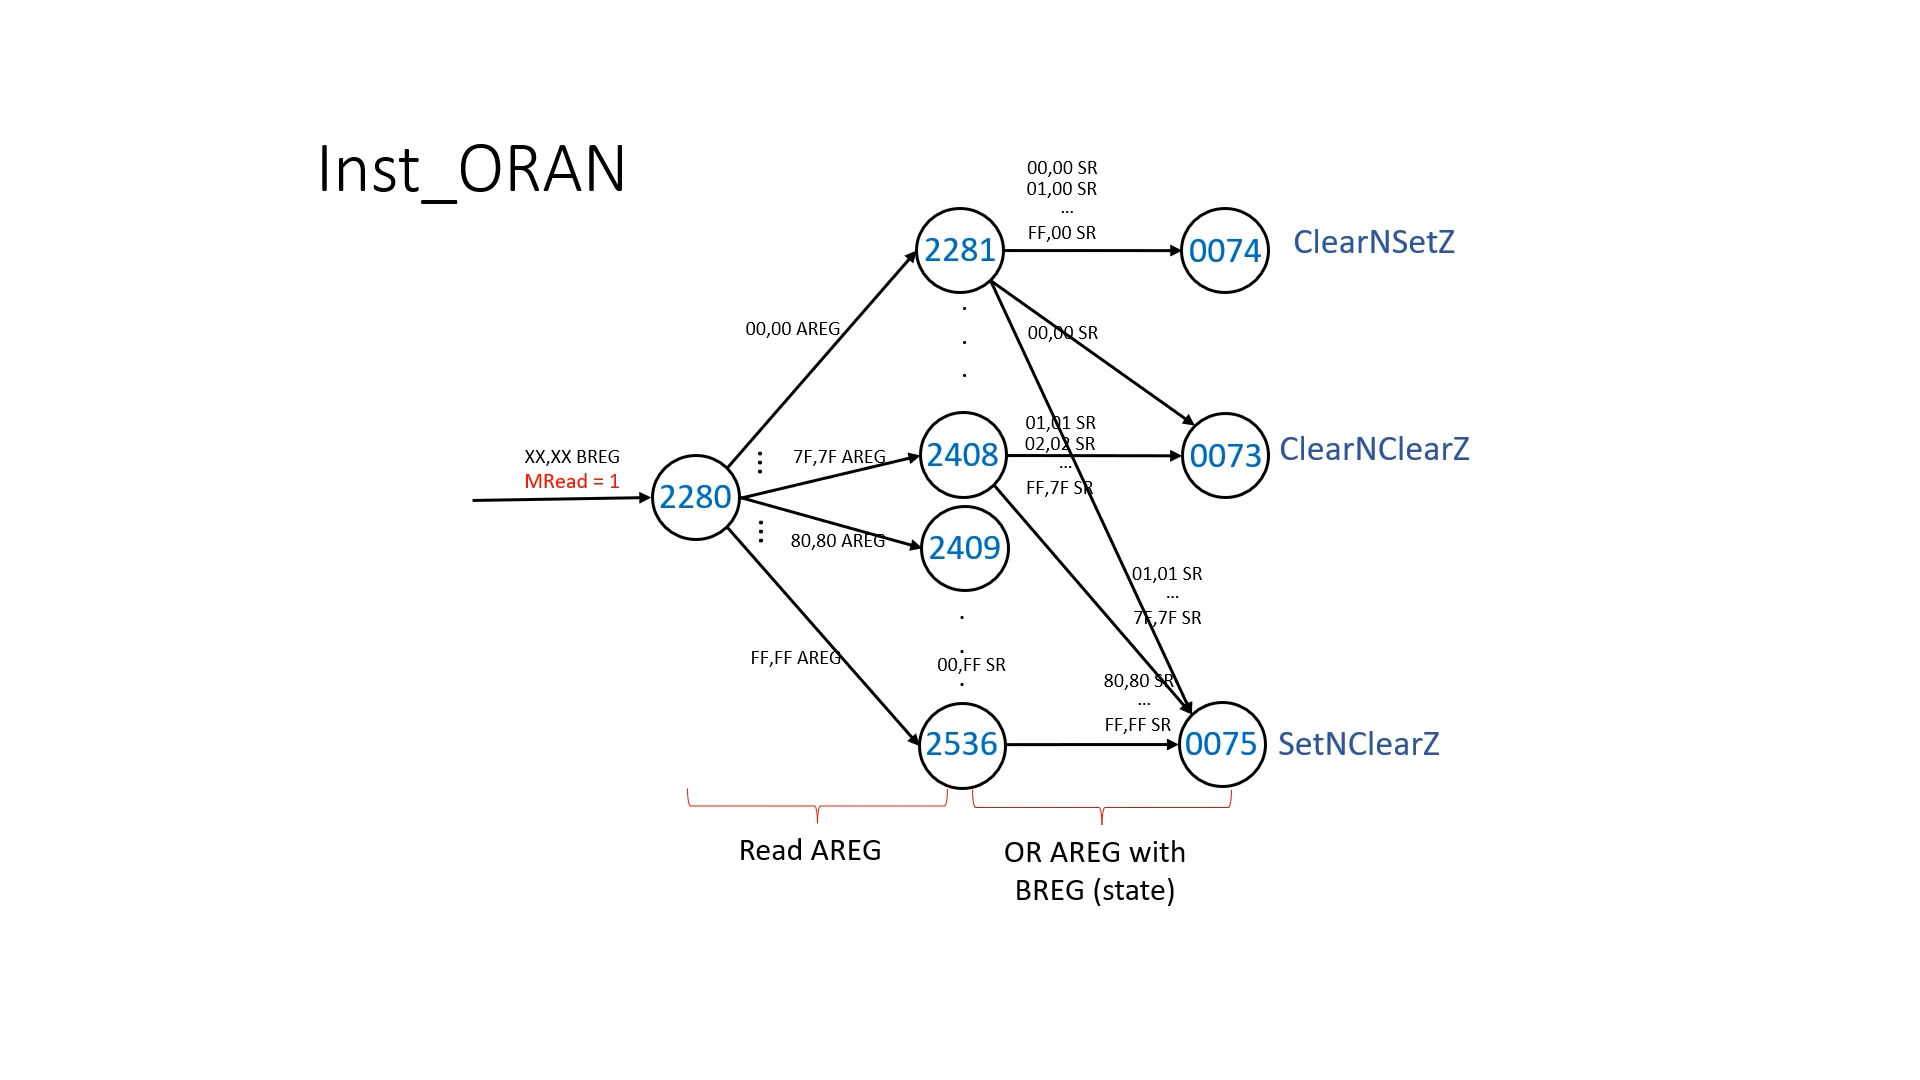 Inst_ORAN
00,00 SR
01,00 SR
...
FF,00 SR
2281
0074
ClearNSetZ
00,00 AREG
00,00 SR
XX,XX BREG
MRead = 1
2280
7F,7F AREG
2408
01,01 SR
02,02 SR
...
FF,7F SR
0073
ClearNClearZ
80,80 AREG
2409
01,01 SR
...
7F,7F SR
FF,FF AREG
00,FF SR
80,80 SR
...
FF,FF SR
2536
0075
SetNClearZ
Read AREG
OR AREG with
BREG (state)